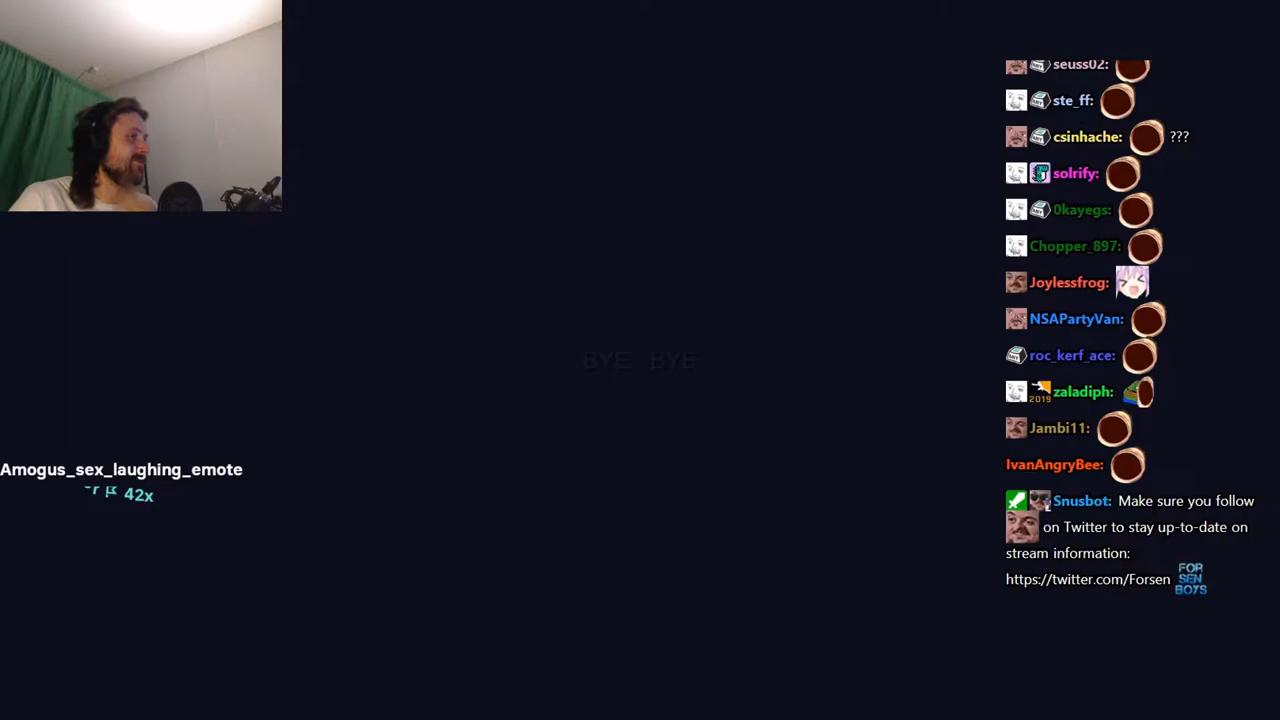 seuss02:
ste_ff:
csinhache: ???
solrify:
0kayegs:
Chopper_897:
Joylessfrog:
NSAPartyVan:
roc_kerf_ace:
BYE BYE
2019 zaladiph:
Jambi11:
IvanAngryBee:
Amogus_sex_laughing_emote
42x
Snusbot: Make sure you follow
on Twitter to stay up-to-date on
stream information:
https://twitter.com/Forsen FOR SEN BOYS